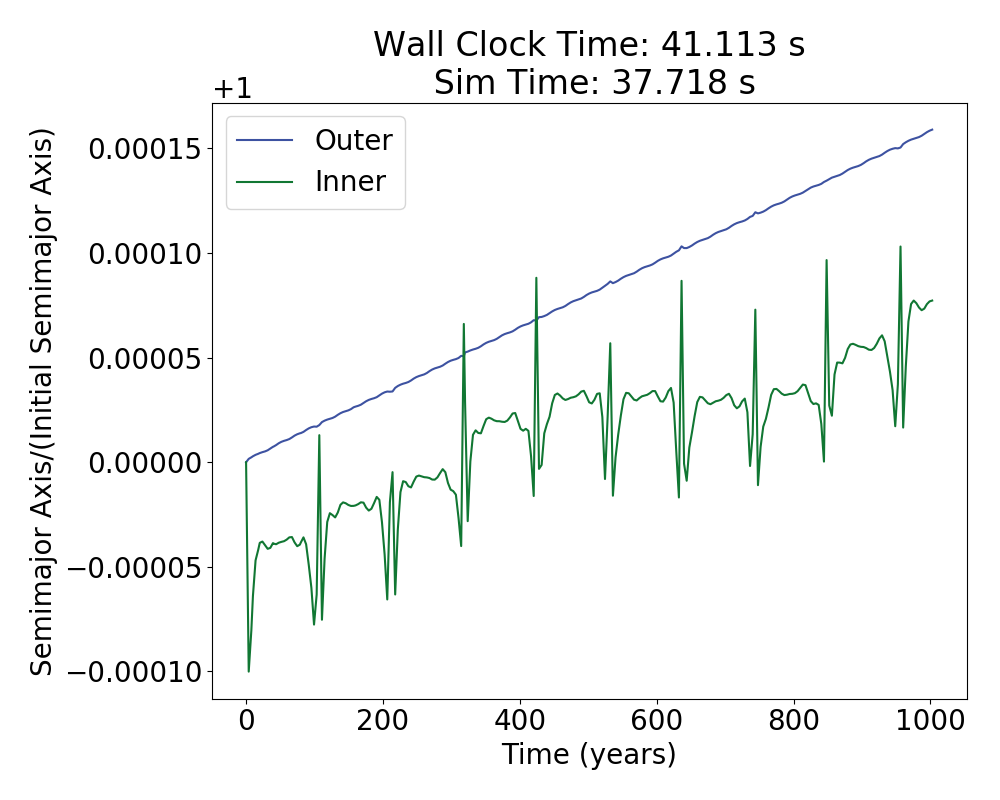 Wall Clock Time: 41.113 s
Sim Time: 37.718 s
+1
Outer
Inner
Semimajor Axis/(Initial Semimajor Axis)
0.00015
0.00010
0.00005
0.00000
−0.00005
−0.00010
0 200 400 600 800 1000
Time (years)